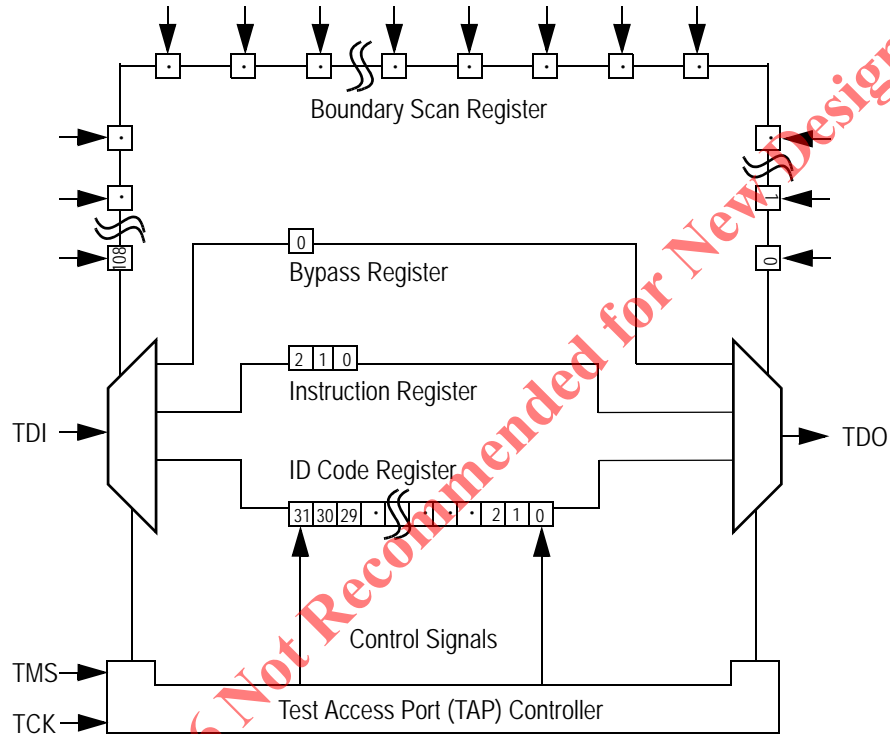 · · · · · · · ·
Boundary Scan Register
· ·
· 1
108 0
0
Bypass Register
2 1 0
Instruction Register
TDI
TDO
ID Code Register
31 30 29 · · · · · 2 1 0
Control Signals
TMS
Test Access Port (TAP) Controller
TCK
Not Recommended for New Design